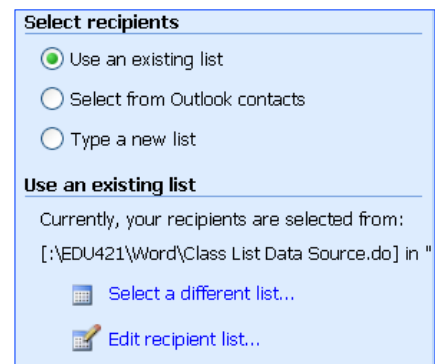 Select recipients
Use an existing list
Select from Outlook contacts
Type a new list
Use an existing list
Currently, your recipients are selected from:
[:\EDU421\Word\Class List Data Source.do] in "
Select a different list...
Edit recipient list...